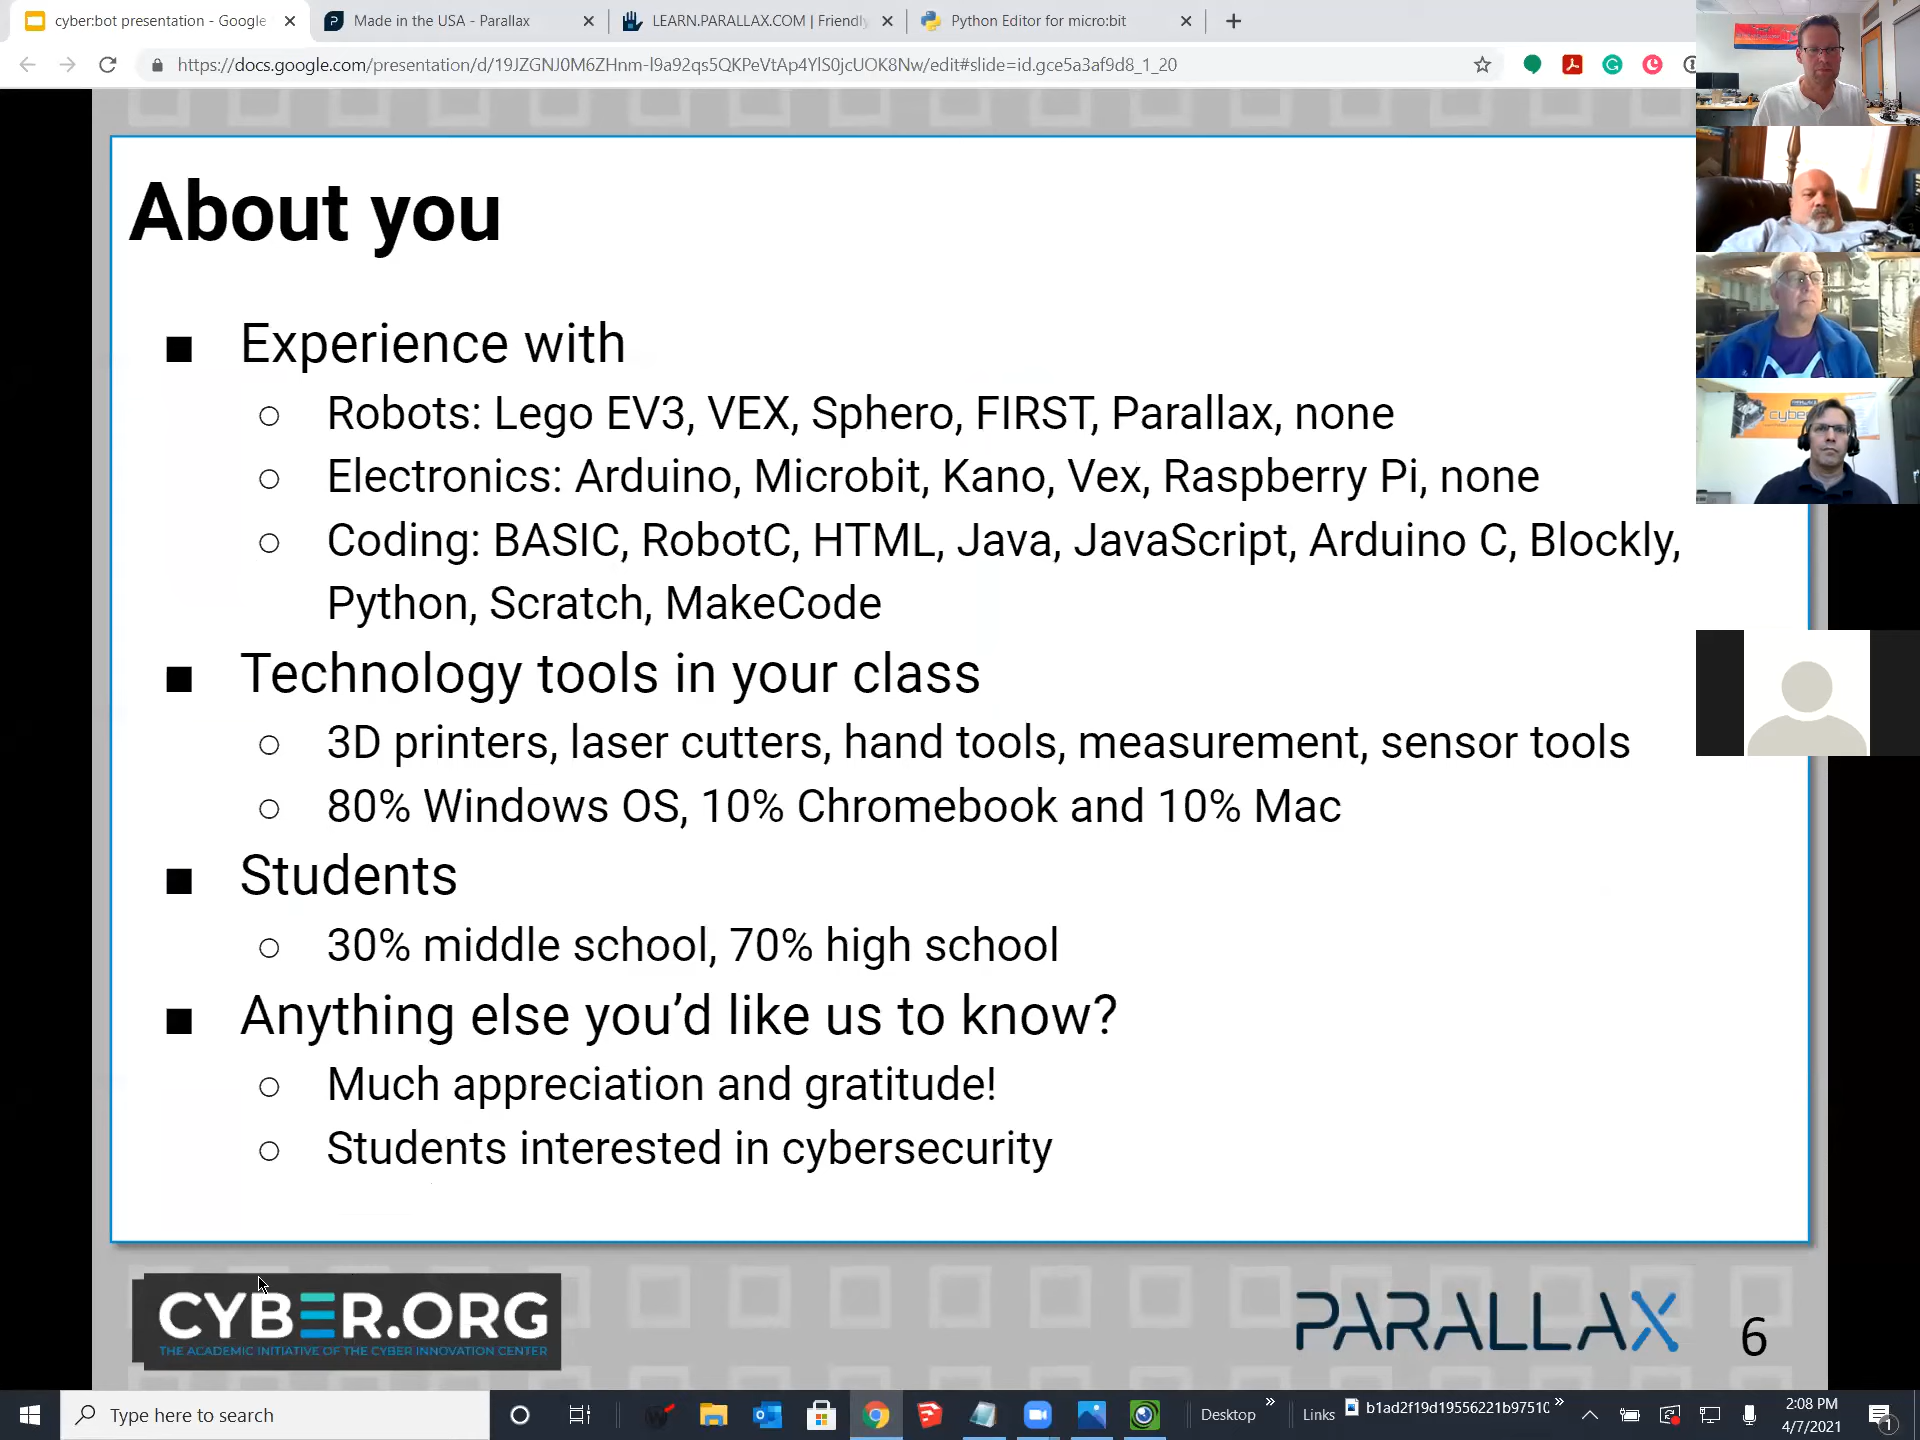 cyber:bot presentation - Google
Made in the USA - Parallax
LEARN.PARALLAX.COM | Friendly
Python Editor for micro:bit
https://docs.google.com/presentation/d/19JZGNJ0M6ZHnm-l9a92qs5QKPeVtAp4YlS0jcUOK8Nw/edit#slide=id.gce5a3af9d8_1_20
About you
■ Experience with
○ Robots: Lego EV3, VEX, Sphero, FIRST, Parallax, none
○ Electronics: Arduino, Microbit, Kano, Vex, Raspberry Pi, none
○ Coding: BASIC, RobotC, HTML, Java, JavaScript, Arduino C, Blockly,
Python, Scratch, MakeCode
■ Technology tools in your class
○ 3D printers, laser cutters, hand tools, measurement, sensor tools
○ 80% Windows OS, 10% Chromebook and 10% Mac
■ Students
○ 30% middle school, 70% high school
■ Anything else you’d like us to know?
○ Much appreciation and gratitude!
○ Students interested in cybersecurity
CYBER.ORG
THE ACADEMIC INITIATIVE OF THE CYBER INNOVATION CENTER
PARALLAX
6
Type here to search
Desktop
Links
b1ad2f19d19556221b9751(
2:08 PM
4/7/2021
1